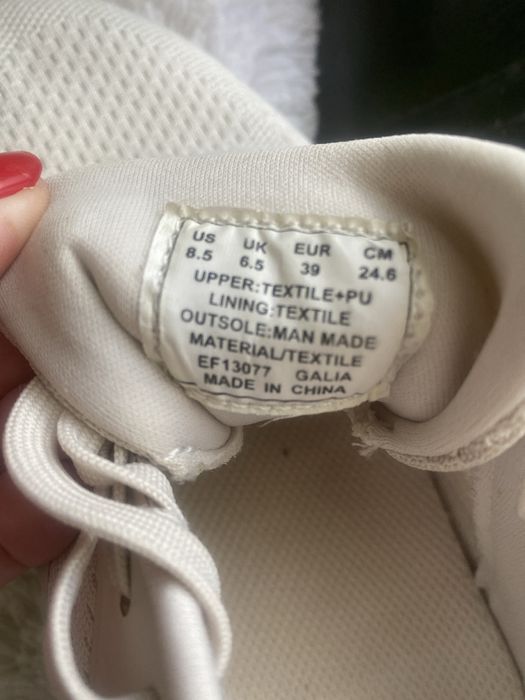 US UK EUR CM
8.5 6.5 39 24.6
UPPER:TEXTILE+PU
LINING:TEXTILE
OUTSOLE:MAN MADE
MATERIAL/TEXTILE
EF13077 GALIA
MADE IN CHINA